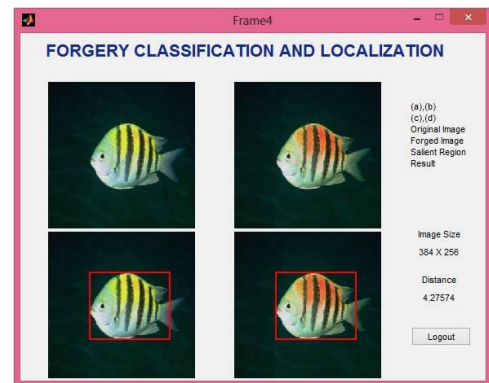 Frame4
FORGERY CLASSIFICATION AND LOCALIZATION
(a),(b)
(c),(d)
Original Image
Forged Image
Salient Region
Result
Image Size
384 X 256
Distance
4.27574
Logout